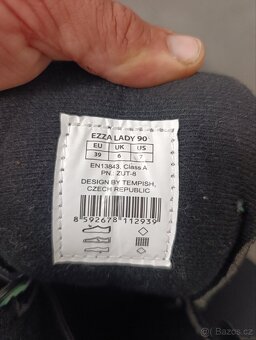 EZZA LADY 90
EU UK US
39 6 7
EN13843, Class A
PN.: ZUT-8
DESIGN BY TEMPISH,
CZECH REPUBLIC
8 592678 112939
Bazoš.cz